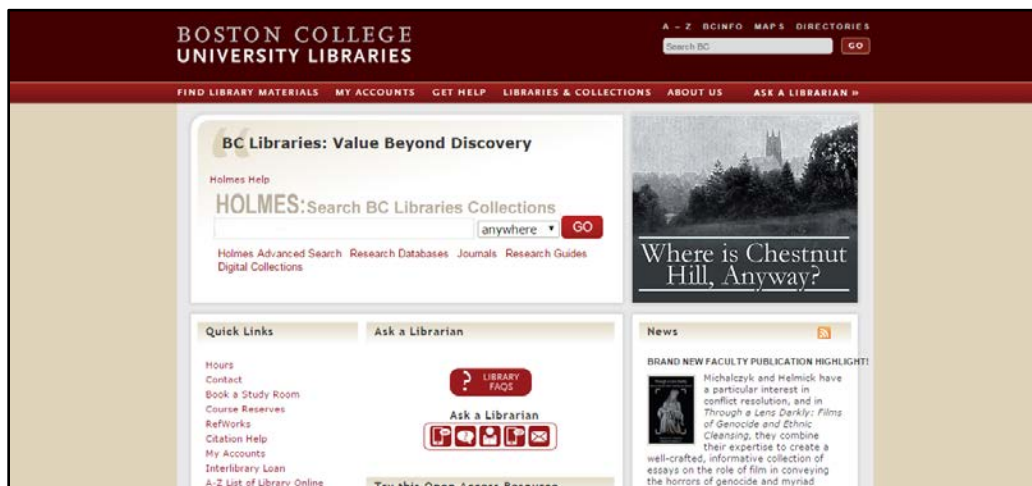 BOSTON COLLEGE
UNIVERSITY LIBRARIES
A – Z BCINFO MAPS DIRECTORIES
Search BC GO
FIND LIBRARY MATERIALS MY ACCOUNTS GET HELP LIBRARIES & COLLECTIONS ABOUT US ASK A LIBRARIAN »
BC Libraries: Value Beyond Discovery
Holmes Help
HOLMES: Search BC Libraries Collections
anywhere GO
Holmes Advanced Search Research Databases Journals Research Guides
Digital Collections
Where is Chestnut
Hill, Anyway?
Quick Links
Hours
Contact
Book a Study Room
Course Reserves
RefWorks
Citation Help
My Accounts
Interlibrary Loan
A-Z List of Library Online
Ask a Librarian
? LIBRARY
FAQS
Ask a Librarian
Try this Open Access Resource
News
BRAND NEW FACULTY PUBLICATION HIGHLIGHT!
Michalczyk and Helmick have
a particular interest in
conflict resolution, and in
Through a Lens Darkly: Films
of Genocide and Ethnic
Cleansing, they combine
their expertise to create a
well-crafted, informative collection of
essays on the role of film in conveying
the horrors of genocide and myriad